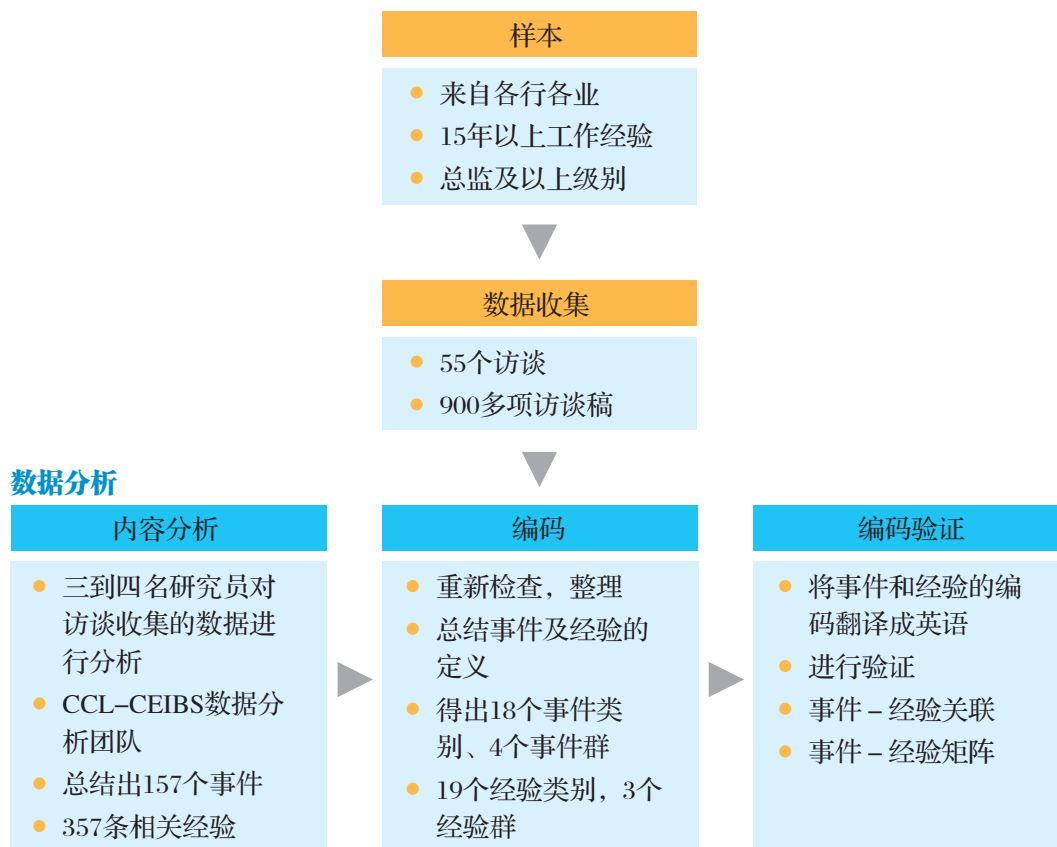 样本
来自各行各业
15年以上工作经验
总监及以上级别
数据收集
55个访谈
900多项访谈稿
数据分析
内容分析
三到四名研究员对
访谈收集的数据进
行分析
CCL–CEIBS数据分
析团队
总结出157个事件
357条相关经验
编码
重新检查，整理
总结事件及经验的
定义
得出18个事件类
别、4个事件群
19个经验类别，3个
经验群
编码验证
将事件和经验的编
码翻译成英语
进行验证
事件－经验关联
事件－经验矩阵